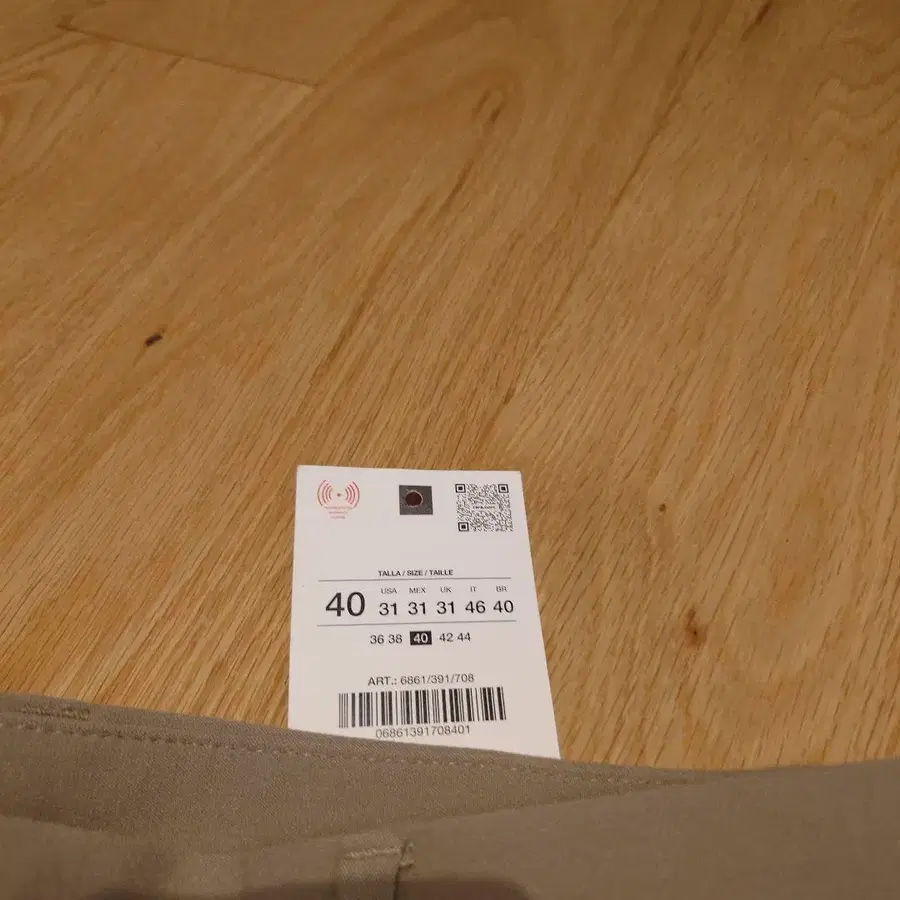 TALLA / SIZE / TAILLE
40
USA MEX UK IT BR
31 31 31 46 40
36 38 40 42 44
ART.: 6861/391/708
06861391708401